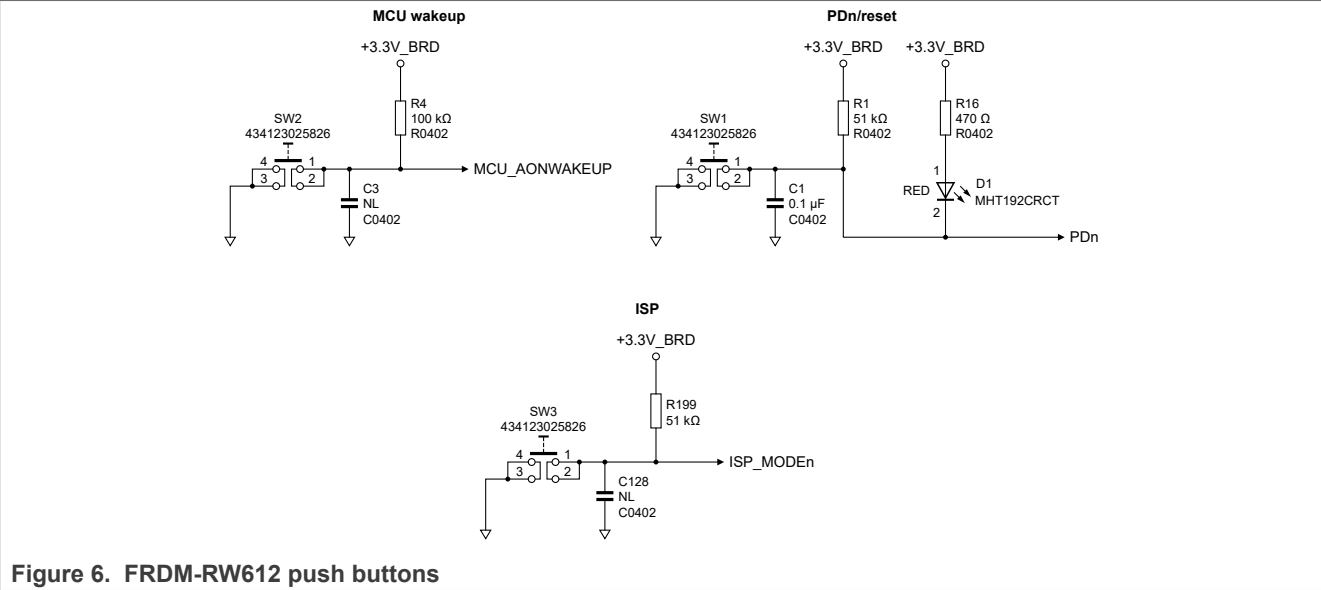 MCU wakeup
+3.3V_BRD
R4
100 kΩ
R0402
SW2
434123025826
4
1
3
2
MCU_AONWAKEUP
C3
NL
C0402
PDn/reset
+3.3V_BRD
+3.3V_BRD
R1
51 kΩ
R0402
R16
470 Ω
R0402
SW1
434123025826
4
1
3
2
C1
0.1 µF
C0402
1
RED
D1
MHT192CRCT
2
PDn
ISP
+3.3V_BRD
R199
51 kΩ
SW3
434123025826
4
1
3
2
ISP_MODEn
C128
NL
C0402
Figure 6. FRDM-RW612 push buttons